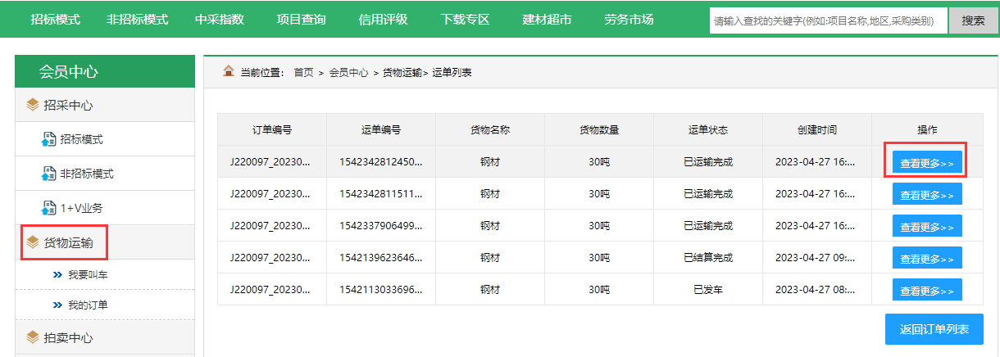 招标模式 非招标模式 中采指数 项目查询 信用评级 下载专区 建材超市 劳务市场 请输入查找的关键字(例如:项目名称,地区,采购类别) 搜索
会员中心
招采中心
招标模式
非招标模式
1+V业务
货物运输
我要叫车
我的订单
拍卖中心
当前位置： 首页 > 会员中心 > 货物运输> 运单列表
订单编号 运单编号 货物名称 货物数量 运单状态 创建时间 操作
J220097_20230... 1542342812450... 钢材 30吨 已运输完成 2023-04-27 16:... 查看更多>>
J220097_20230... 1542342811511... 钢材 30吨 已运输完成 2023-04-27 16:... 查看更多>>
J220097_20230... 1542337906499... 钢材 30吨 已运输完成 2023-04-27 16:... 查看更多>>
J220097_20230... 1542139623646... 钢材 30吨 已结算完成 2023-04-27 09:... 查看更多>>
J220097_20230... 1542113033696... 钢材 30吨 已发车 2023-04-27 08:... 查看更多>>
返回订单列表